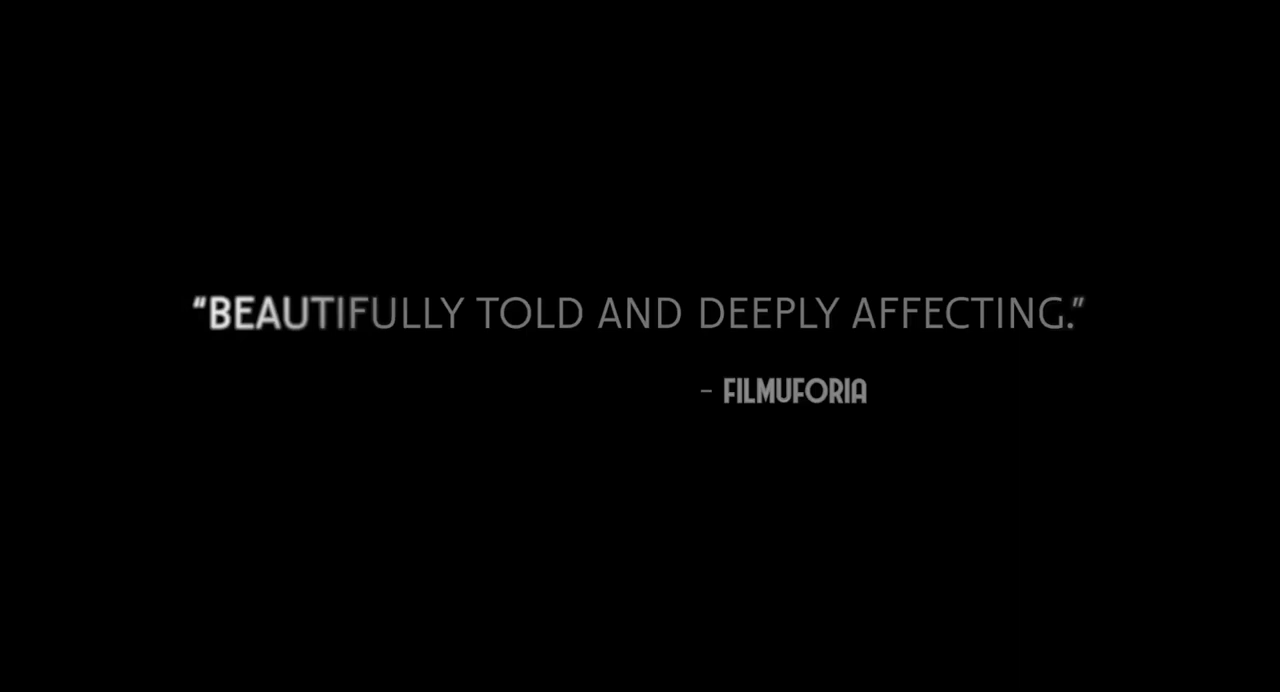 “BEAUTIFULLY TOLD AND DEEPLY AFFECTING.”
– FILMUFORIA